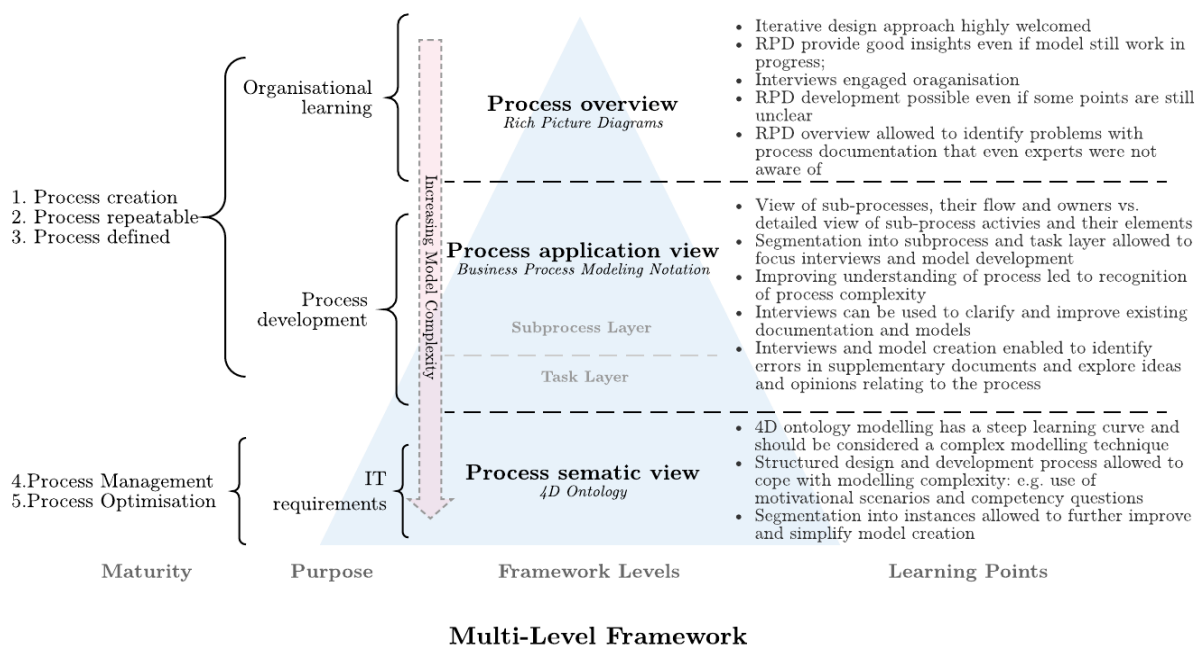 Organisational
learning
1. Process creation
2. Process repeatable
3. Process defined
Process
development
4.Process Management
5.Process Optimisation
IT
requirements
Increasing Model Complexity
Process overview
Rich Picture Diagrams
Process application view
Business Process Modeling Notation
Subprocess Layer
Task Layer
Process sematic view
4D Ontology
• Iterative design approach highly welcomed
• RPD provide good insights even if model still work in
progress;
• Interviews engaged oraganisation
• RPD development possible even if some points are still
unclear
• RPD overview allowed to identify problems with
process documentation that even experts were not
aware of
• View of sub-processes, their flow and owners vs.
detailed view of sub-process activies and their elements
• Segmentation into subprocess and task layer allowed to
focus interviews and model development
• Improving understanding of process led to recognition
of process complexity
• Interviews can be used to clarify and improve existing
documentation and models
• Interviews and model creation enabled to identify
errors in supplementary documents and explore ideas
and opinions relating to the process
• 4D ontology modelling has a steep learning curve and
should be considered a complex modelling technique
• Structured design and development process allowed to
cope with modelling complexity: e.g. use of
motivational scenarios and competency questions
• Segmentation into instances allowed to further improve
and simplify model creation
Maturity
Purpose
Framework Levels
Learning Points
Multi-Level Framework